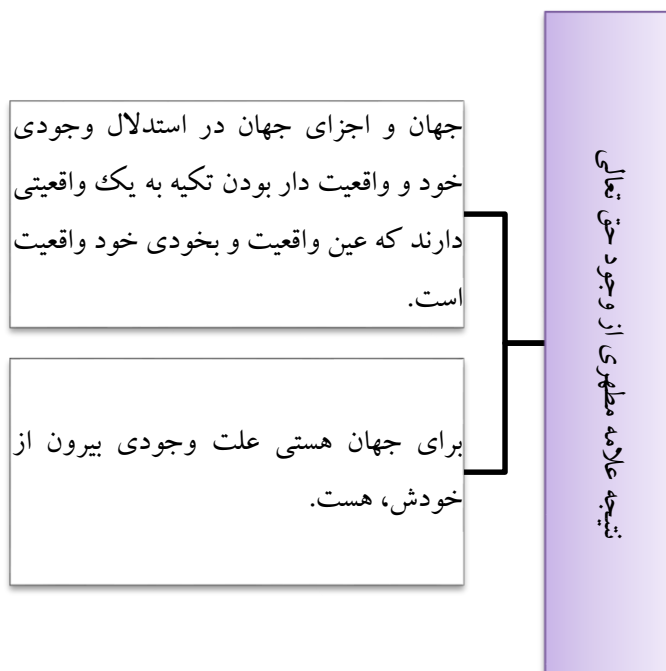 نتیجه علامه مطهری از وجود حق تعالی
جهان و اجزای جهان در استدلال وجودی
خود و واقعیت دار بودن تکیه به یک واقعیتی
دارند که عین واقعیت و بخودی خود واقعیت
است.
برای جهان هستی علت وجودی بیرون از
خودش، هست.